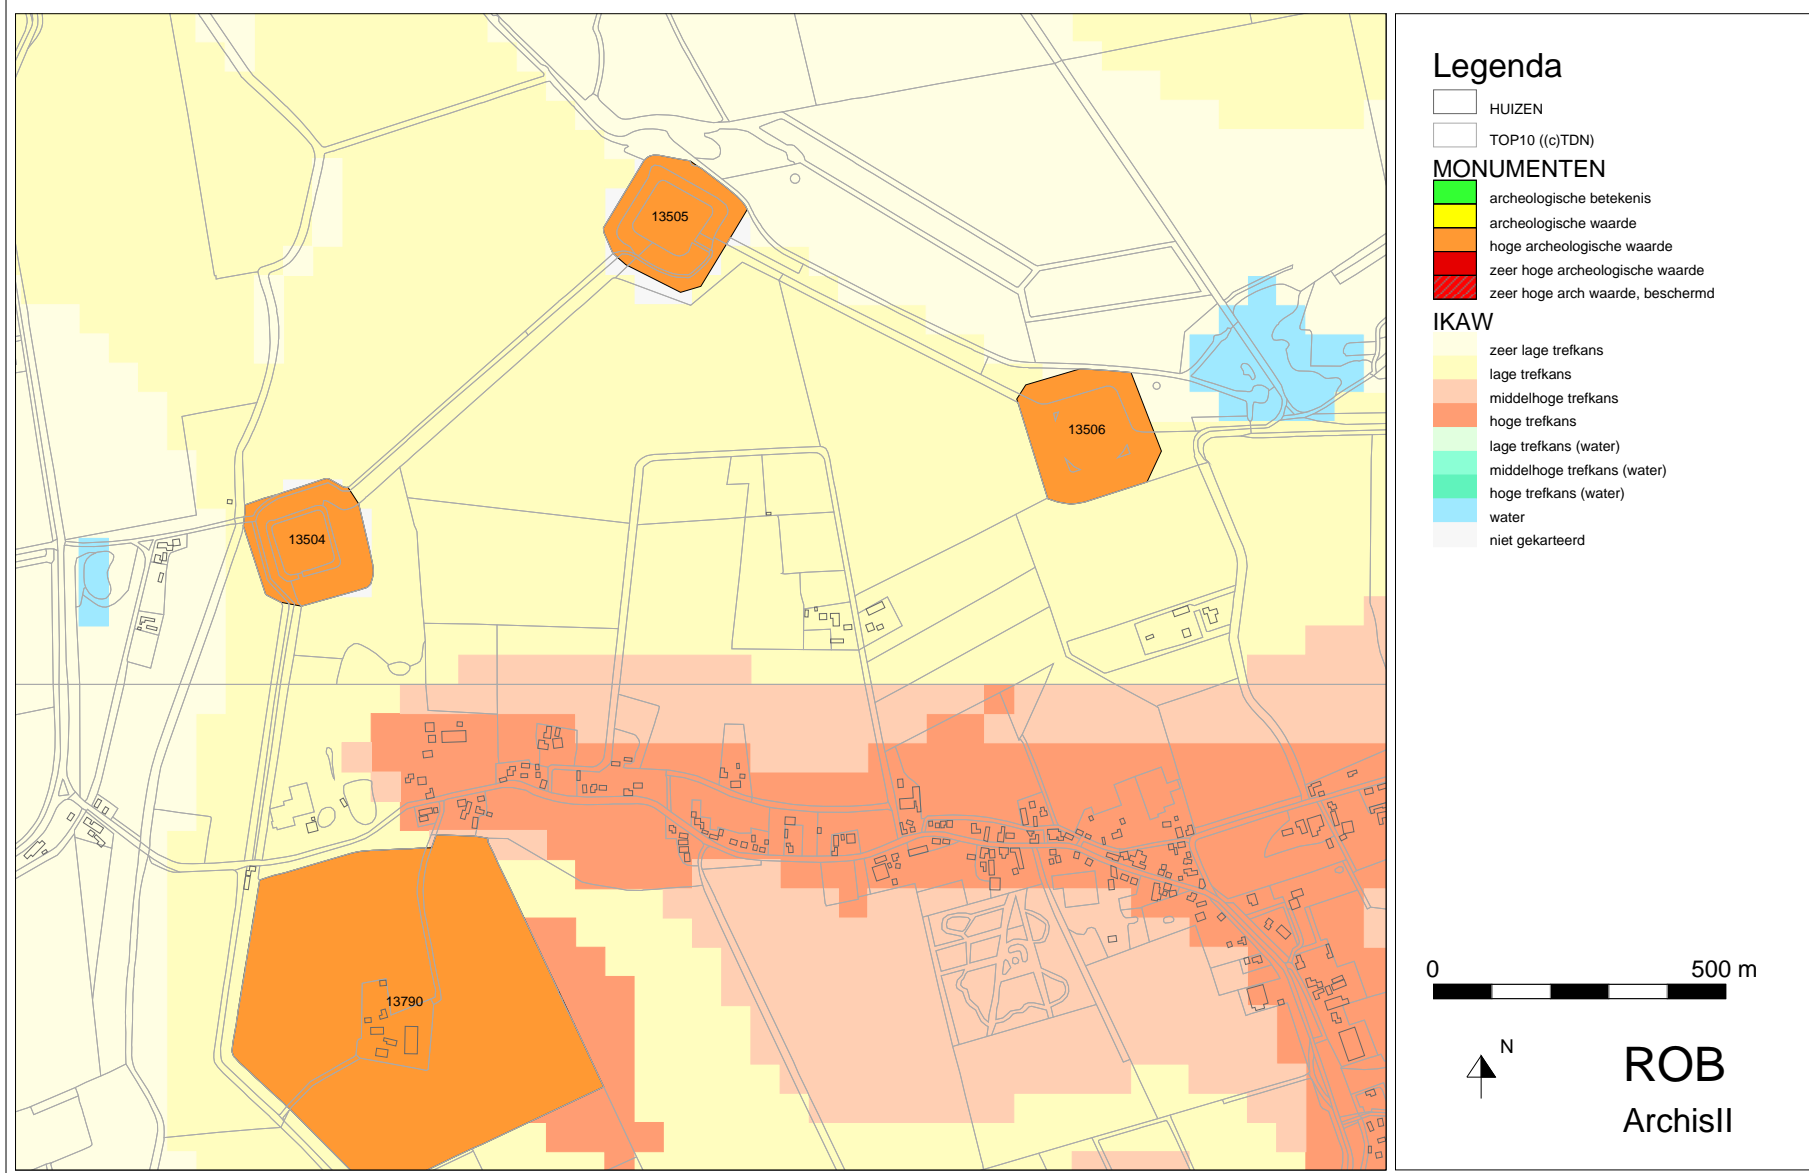 13505
13506
13504
13790
Legenda
HUIZEN
TOP10 ((c)TDN)
MONUMENTEN
archeologische betekenis
archeologische waarde
hoge archeologische waarde
zeer hoge archeologische waarde
zeer hoge arch waarde, beschermd
IKAW
zeer lage trefkans
lage trefkans
middelhoge trefkans
hoge trefkans
lage trefkans (water)
middelhoge trefkans (water)
hoge trefkans (water)
water
niet gekarteerd
0 500 m
N
ROB
ArchisII